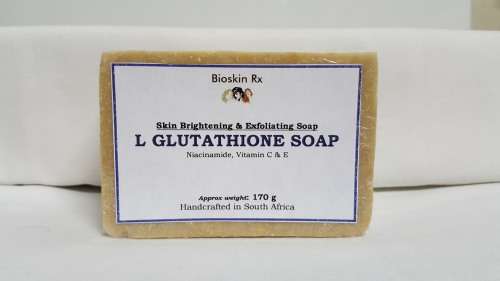 Bioskin Rx
Skin Brightening & Exfoliating Soap
L GLUTATHIONE SOAP
Niacinamide, Vitamin C & E
Approx weight: 170 g
Handcrafted in South Africa